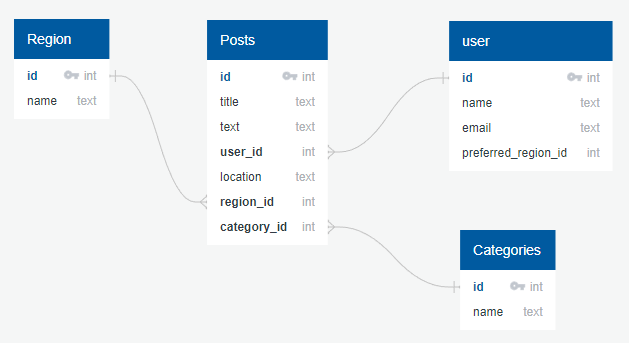 Region
id int
name text
Posts
id int
title text
text text
user_id int
location text
region_id int
category_id int
user
id int
name text
email text
preferred_region_id int
Categories
id int
name text